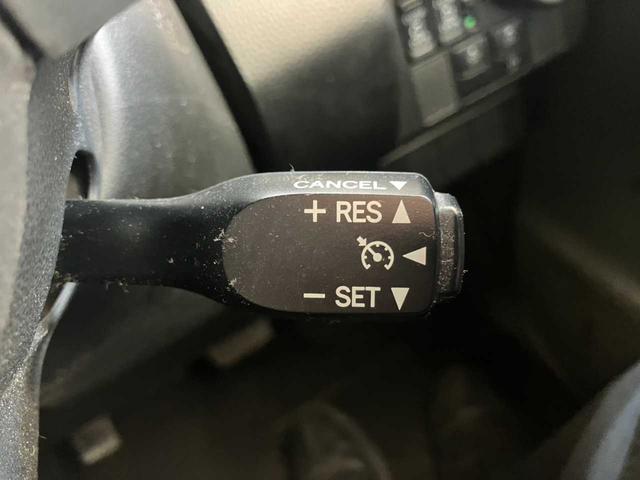 CANCEL ▼
+ RES ▲
◀
− SET ▼